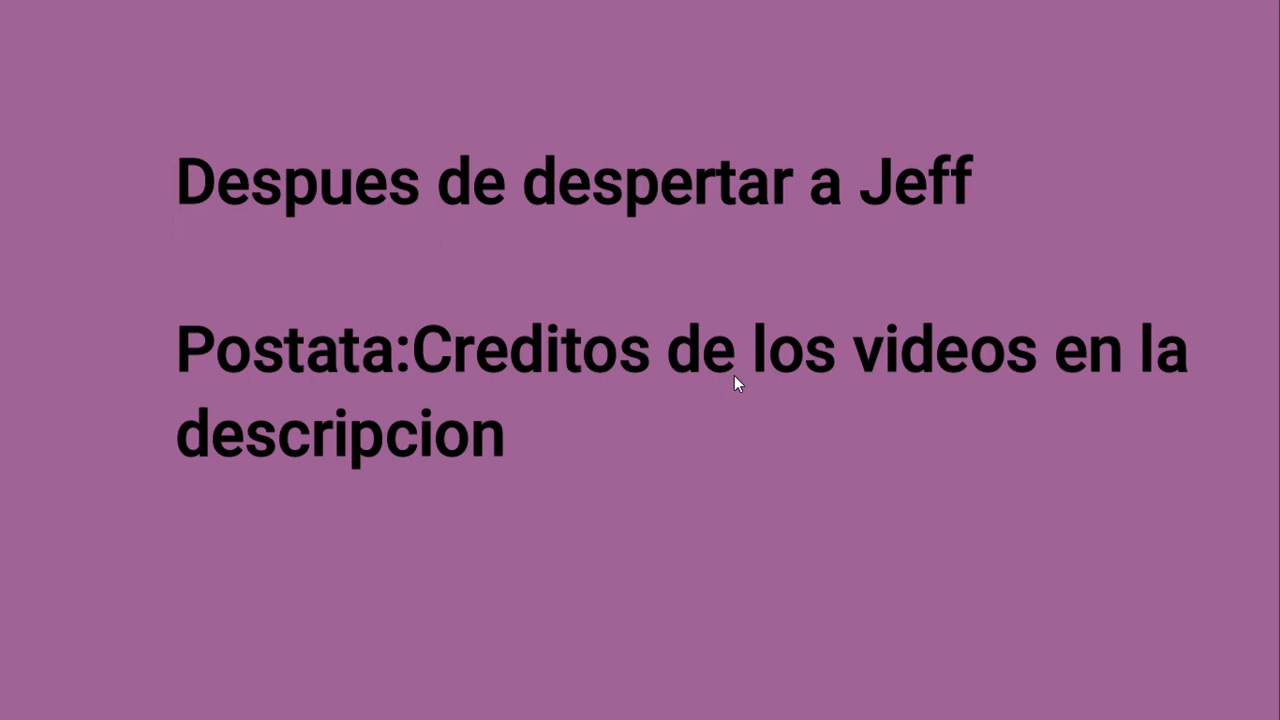 Despues de despertar a Jeff
Postata:Creditos de los videos en la
descripcion